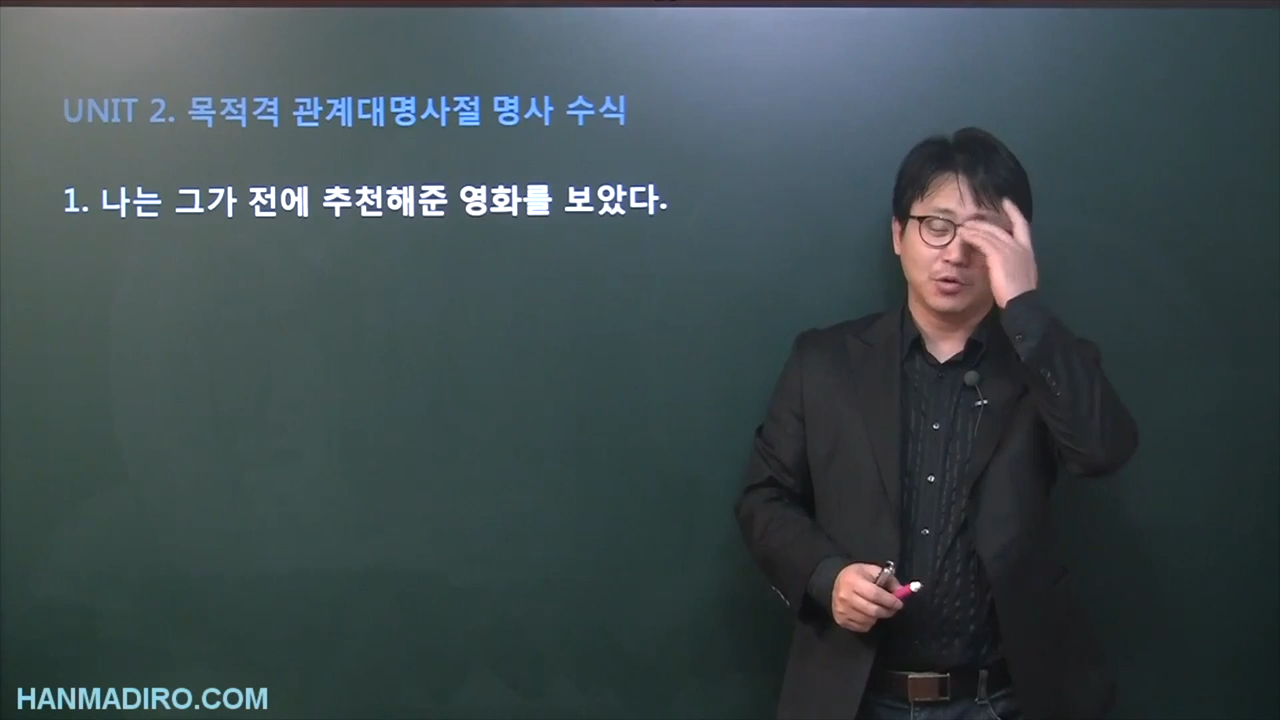 UNIT 2. 목적격 관계대명사절 명사 수식
1. 나는 그가 전에 추천해준 영화를 보았다.
HANMADIRO.COM